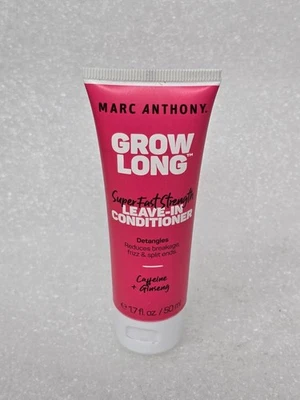 MARC ANTHONY.
GROW
LONG™
Super Fast Strength
LEAVE-IN
CONDITIONER
Detangles
Reduces breakage,
frizz & split ends
Caffeine
+ Ginseng
e 1.7 fl. oz. / 50 ml